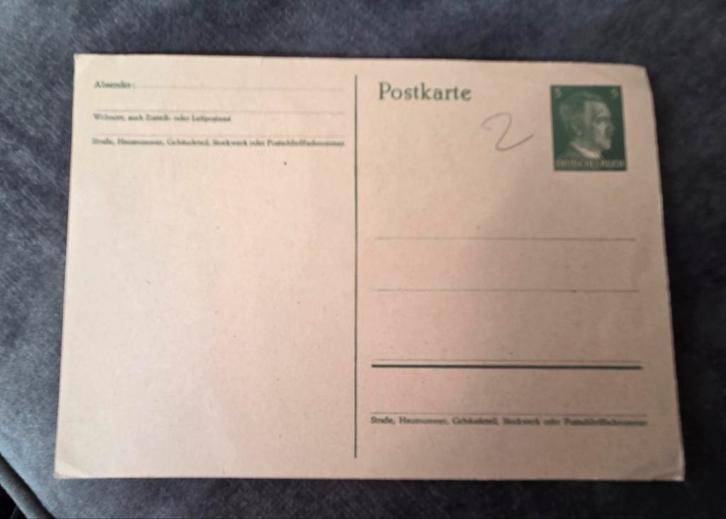 Absender:
Wohnort, auch Zustell- oder Leitpostamt
Straße, Hausnummer, Gebäudeteil, Stockwerk oder Postschließfachnummer
Postkarte
2
5 5
DEUTSCHES REICH
Straße, Hausnummer, Gebäudeteil, Stockwerk oder Postschließfachnummer